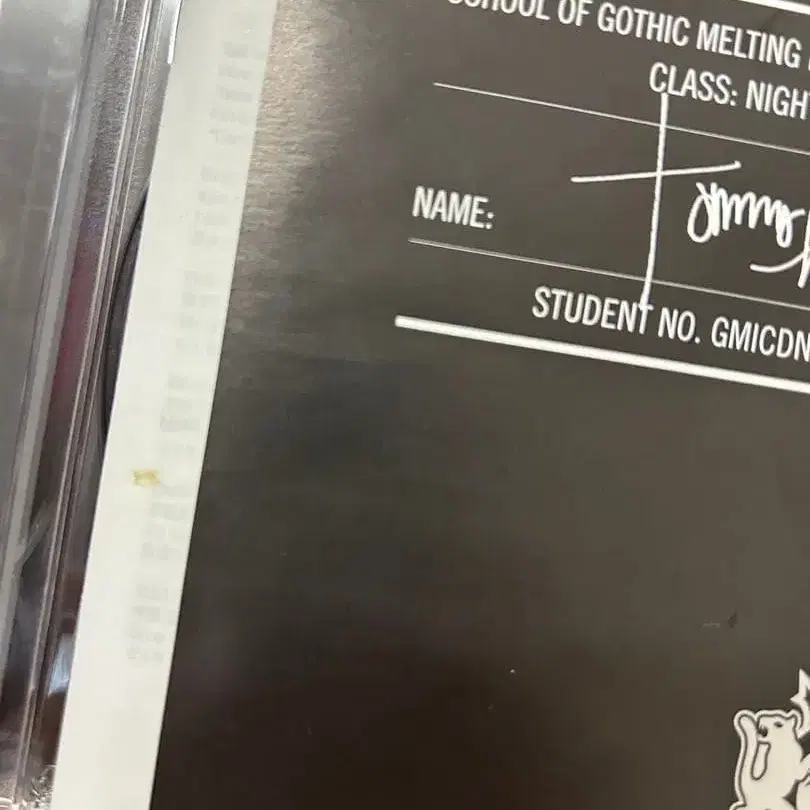 SCHOOL OF GOTHIC MELTING
CLASS: NIGHT
NAME:
STUDENT NO. GMICDN